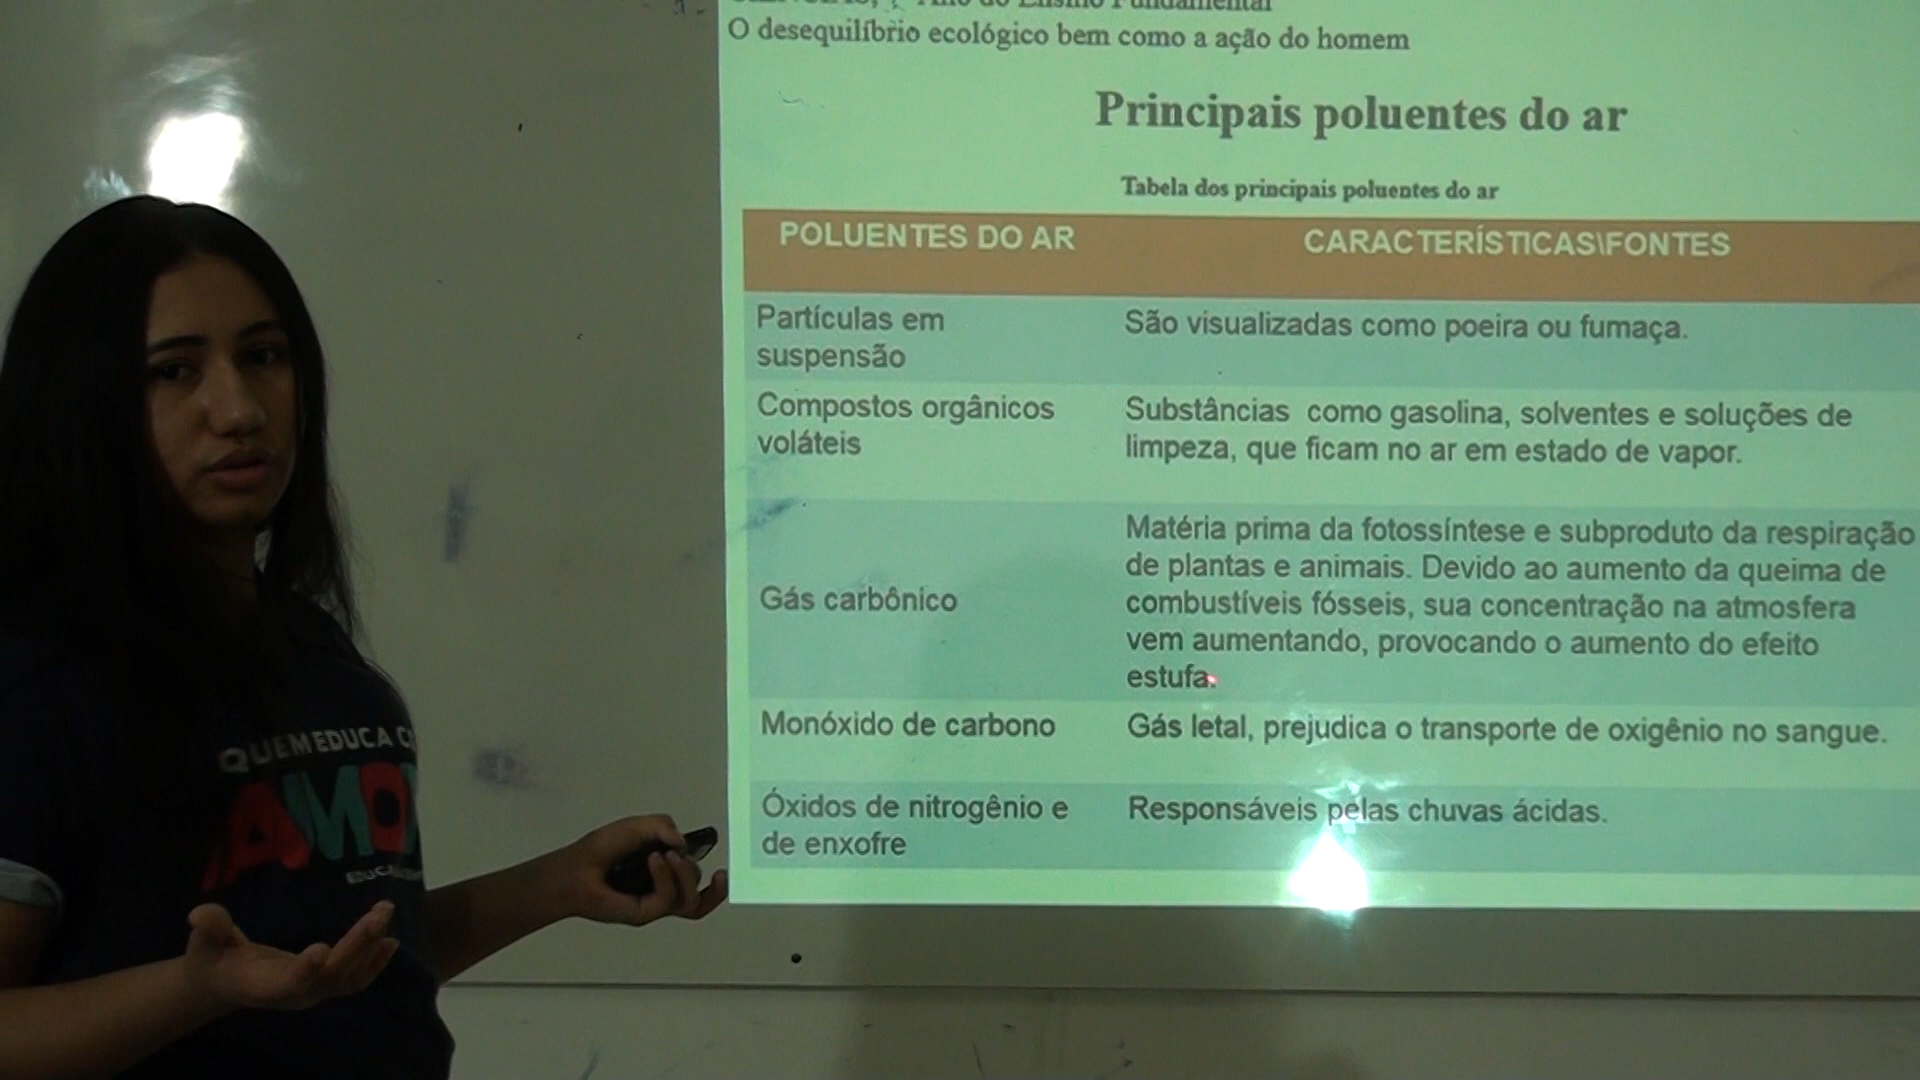 Ano do Ensino Fundamental
O desequilíbrio ecológico bem como a ação do homem
Principais poluentes do ar
Tabela dos principais poluentes do ar
POLUENTES DO AR
CARACTERÍSTICAS\FONTES
Partículas em
suspensão
São visualizadas como poeira ou fumaça.
Compostos orgânicos
voláteis
Substâncias como gasolina, solventes e soluções de
limpeza, que ficam no ar em estado de vapor.
Gás carbônico
Matéria prima da fotossíntese e subproduto da respiração
de plantas e animais. Devido ao aumento da queima de
combustíveis fósseis, sua concentração na atmosfera
vem aumentando, provocando o aumento do efeito
estufa.
Monóxido de carbono
Gás letal, prejudica o transporte de oxigênio no sangue.
Óxidos de nitrogênio e
de enxofre
Responsáveis pelas chuvas ácidas.
QUEM EDUCA